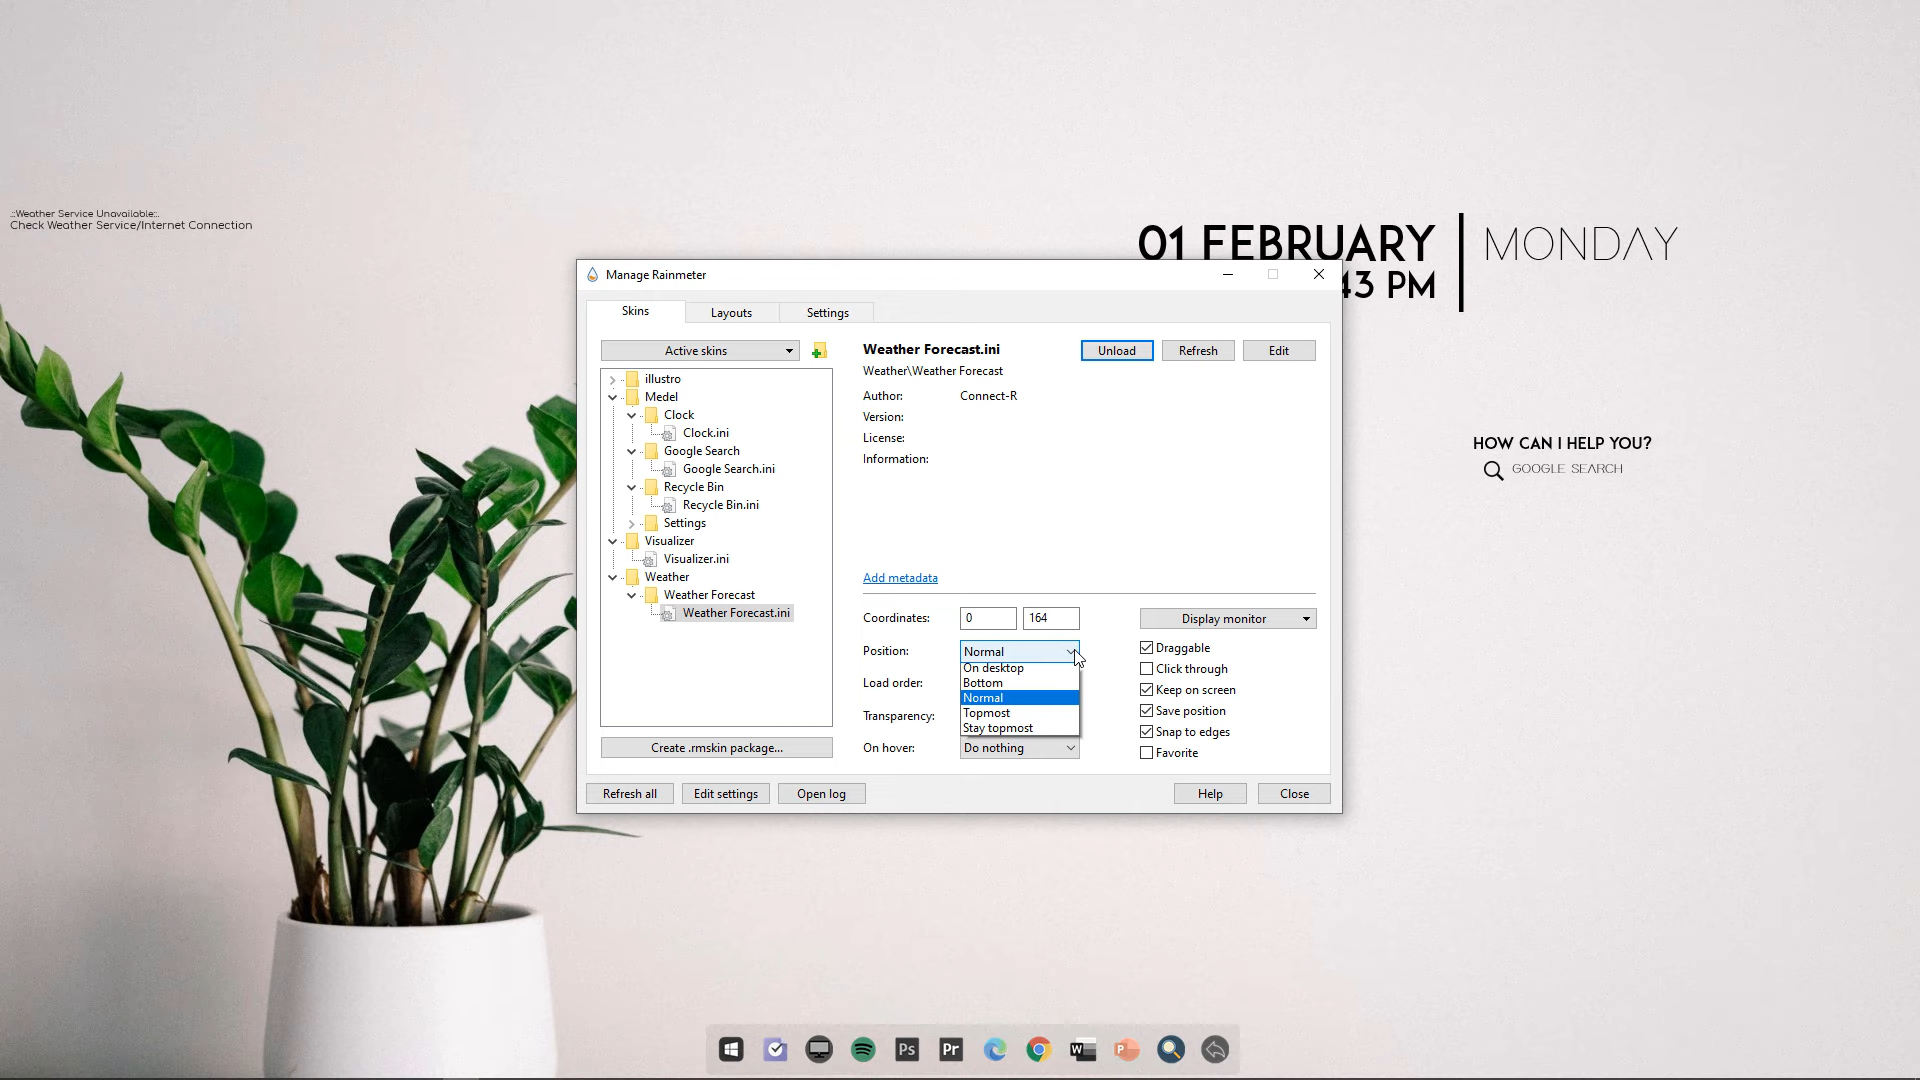 .::Weather Service Unavailable::.
Check Weather Service/Internet Connection
01 FEBRUARY
MONDAY
43 PM
HOW CAN I HELP YOU?
GOOGLE SEARCH
Manage Rainmeter
Skins
Layouts
Settings
Active skins
illustro
Medel
Clock
Clock.ini
Google Search
Google Search.ini
Recycle Bin
Recycle Bin.ini
Settings
Visualizer
Visualizer.ini
Weather
Weather Forecast
Weather Forecast.ini
Create .rmskin package...
Weather Forecast.ini
Unload
Refresh
Edit
Weather\Weather Forecast
Author: Connect-R
Version:
License:
Information:
Add metadata
Coordinates: 0 164
Display monitor
Position: Normal
On desktop
Bottom
Normal
Topmost
Stay topmost
Load order:
Transparency:
On hover: Do nothing
Draggable
Click through
Keep on screen
Save position
Snap to edges
Favorite
Refresh all
Edit settings
Open log
Help
Close
Ps
Pr
W
P